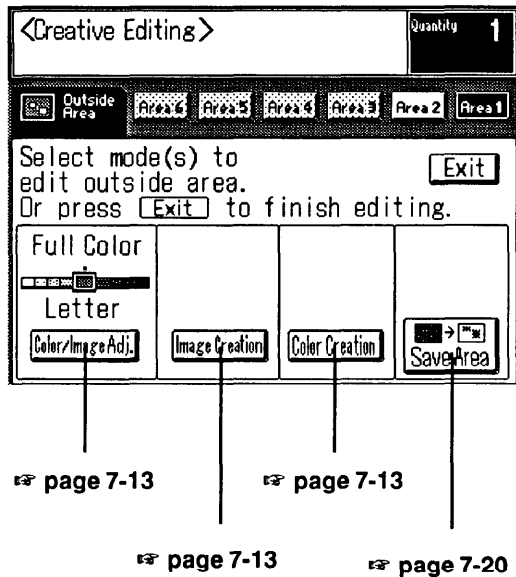 <Creative Editing>
Quantity 1
Outside Area
Area 6 Area 5 Area 4 Area 3 Area 2 Area 1
Select mode(s) to
edit outside area.
Exit
Or press Exit to finish editing.
Full Color
Letter
Color/Image Adj.
Image Creation
Color Creation
Save Area
☞ page 7-13
☞ page 7-13
☞ page 7-13
☞ page 7-20